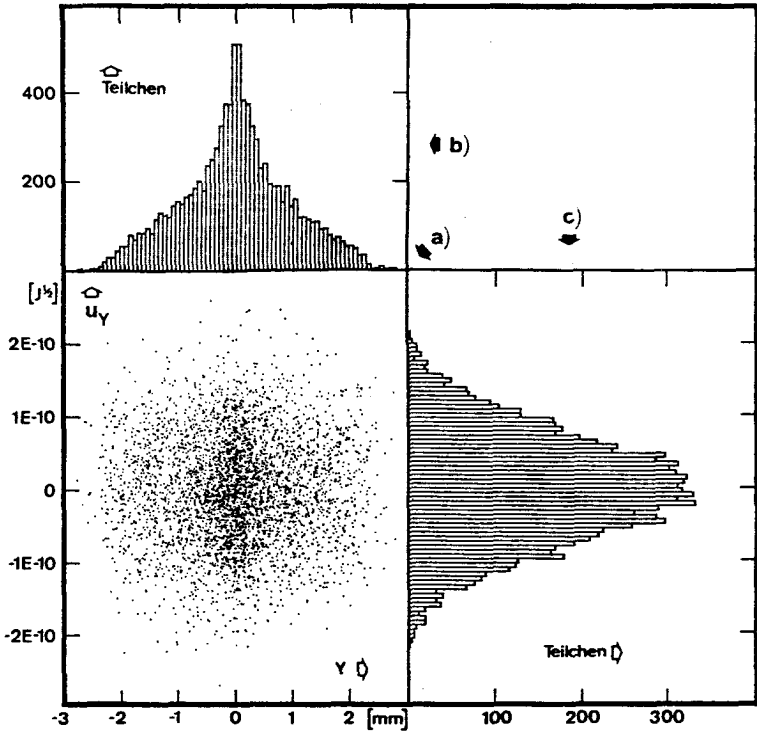 Teilchen
400
200
b)
a)
c)
[J½]
u_Y
2E-10
1E-10
0
-1E-10
-2E-10
Y
Teilchen
-3 -2 -1 0 1 2 [mm]
100 200 300